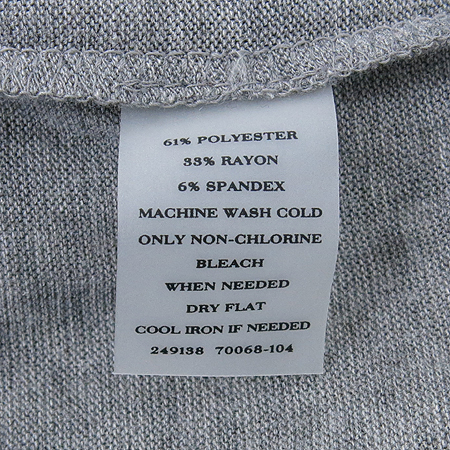 61% POLYESTER
33% RAYON
6% SPANDEX
MACHINE WASH COLD
ONLY NON-CHLORINE
BLEACH
WHEN NEEDED
DRY FLAT
COOL IRON IF NEEDED
249138 70068-104